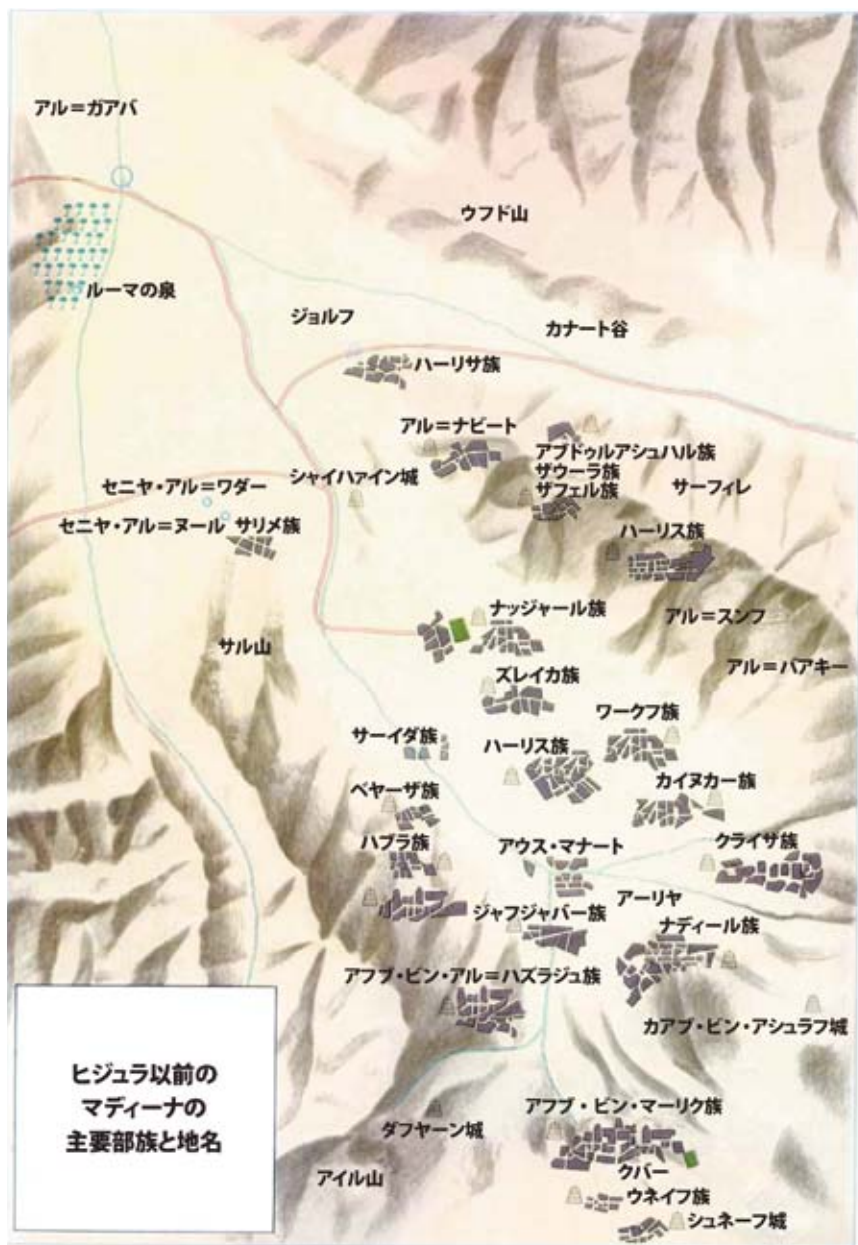 アル＝ガアバ
ウフド山
ルーマの泉
ジョルフ
カナート谷
ハーリサ族
アル＝ナビート
アブドゥルアシュハル族
ザウーラ族
ザフェル族
シャイハァイン城
サーフィレ
セニヤ・アル＝ワダー
セニヤ・アル＝ヌール
サリメ族
ハーリス族
ナッジャール族
アル＝スンフ
サル山
アル＝バアキー
ズレイカ族
ワークフ族
サーイダ族
ハーリス族
カイヌカー族
ベヤーザ族
ハブラ族
アウス・マナート
クライサ族
アーリヤ
ジャフジャバー族
ナディール族
アフブ・ビン・アル＝ハズラジュ族
カアブ・ビン・アシュラフ城
ヒジュラ以前の
マディーナの
主要部族と地名
アフブ・ビン・マーリク族
ダフヤーン城
クバー
アイル山
ウネイフ族
シュネーフ城